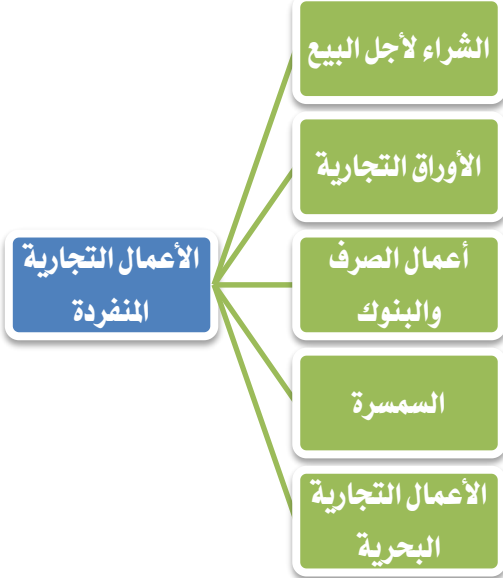 الشراء لأجل البيع
الأوراق التجارية
أعمال الصرف
والبنوك
السمسرة
الأعمال التجارية
البحرية
الأعمال التجارية
المنفردة